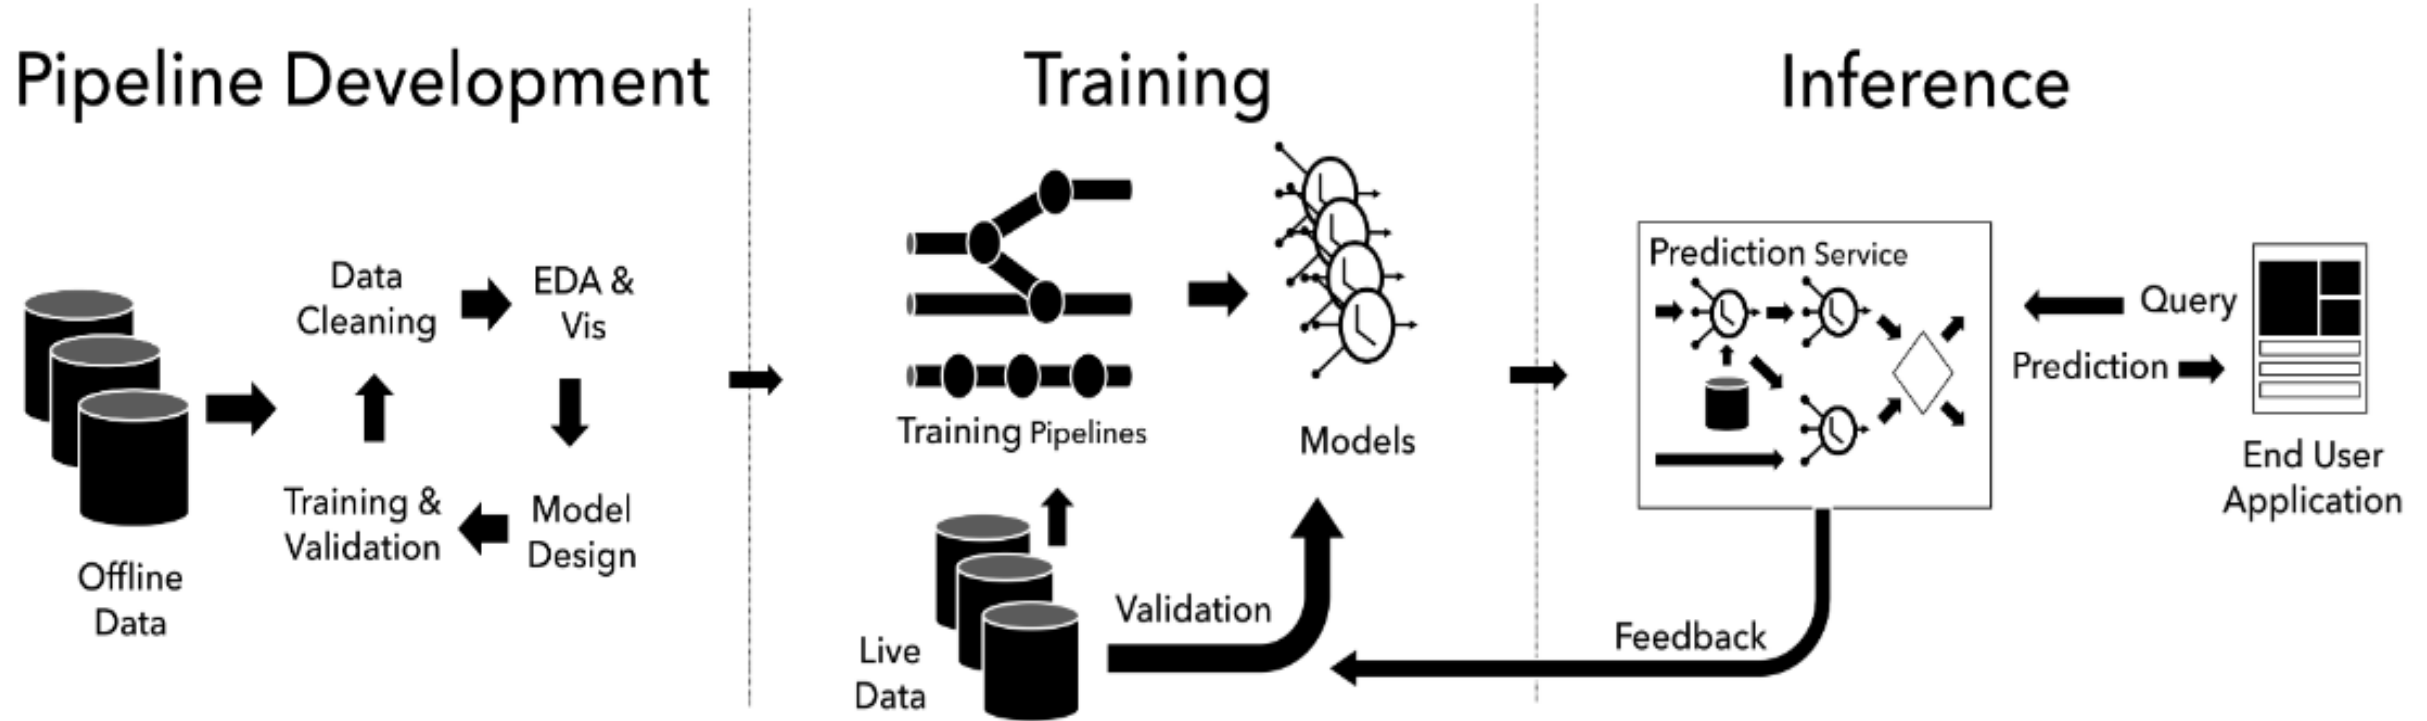 Pipeline Development
Training
Inference
Data
Cleaning
EDA &
Vis
Training &
Validation
Model
Design
Offline
Data
Training Pipelines
Models
Live
Data
Validation
Prediction Service
Query
Prediction
End User
Application
Feedback